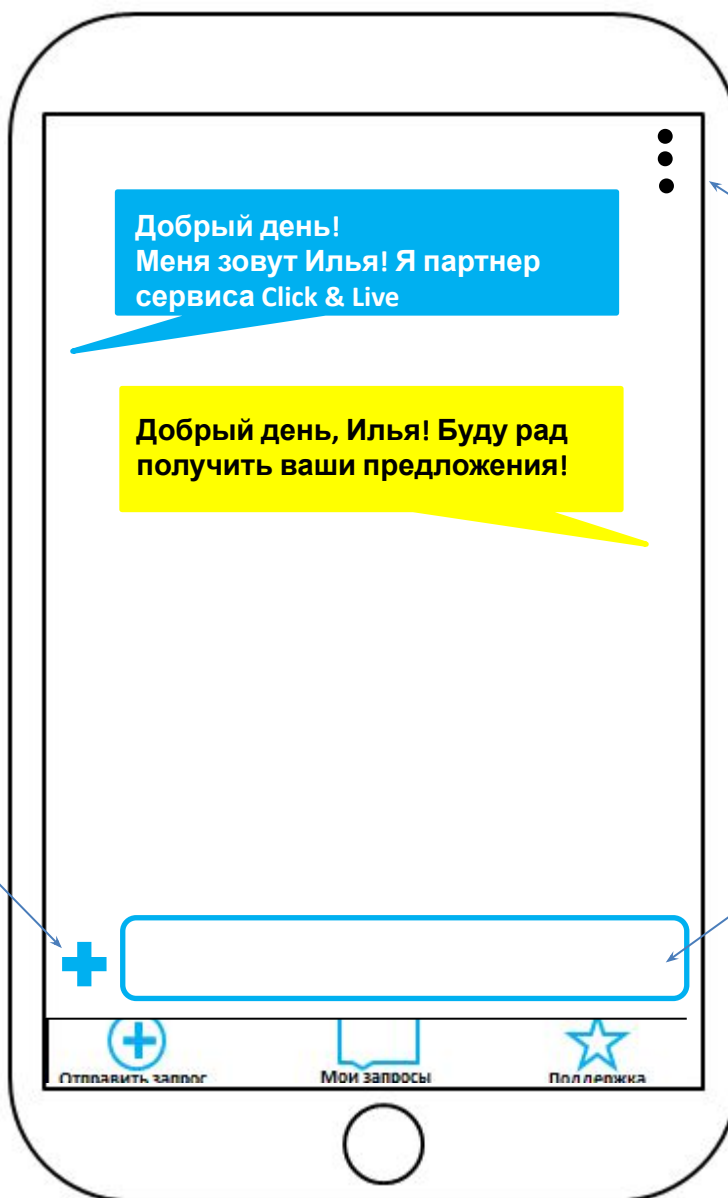 Добрый день!
Меня зовут Илья! Я партнер
сервиса Click & Live
Добрый день, Илья! Буду рад
получить ваши предложения!
Отправить запрос
Мои запросы
Поддержка